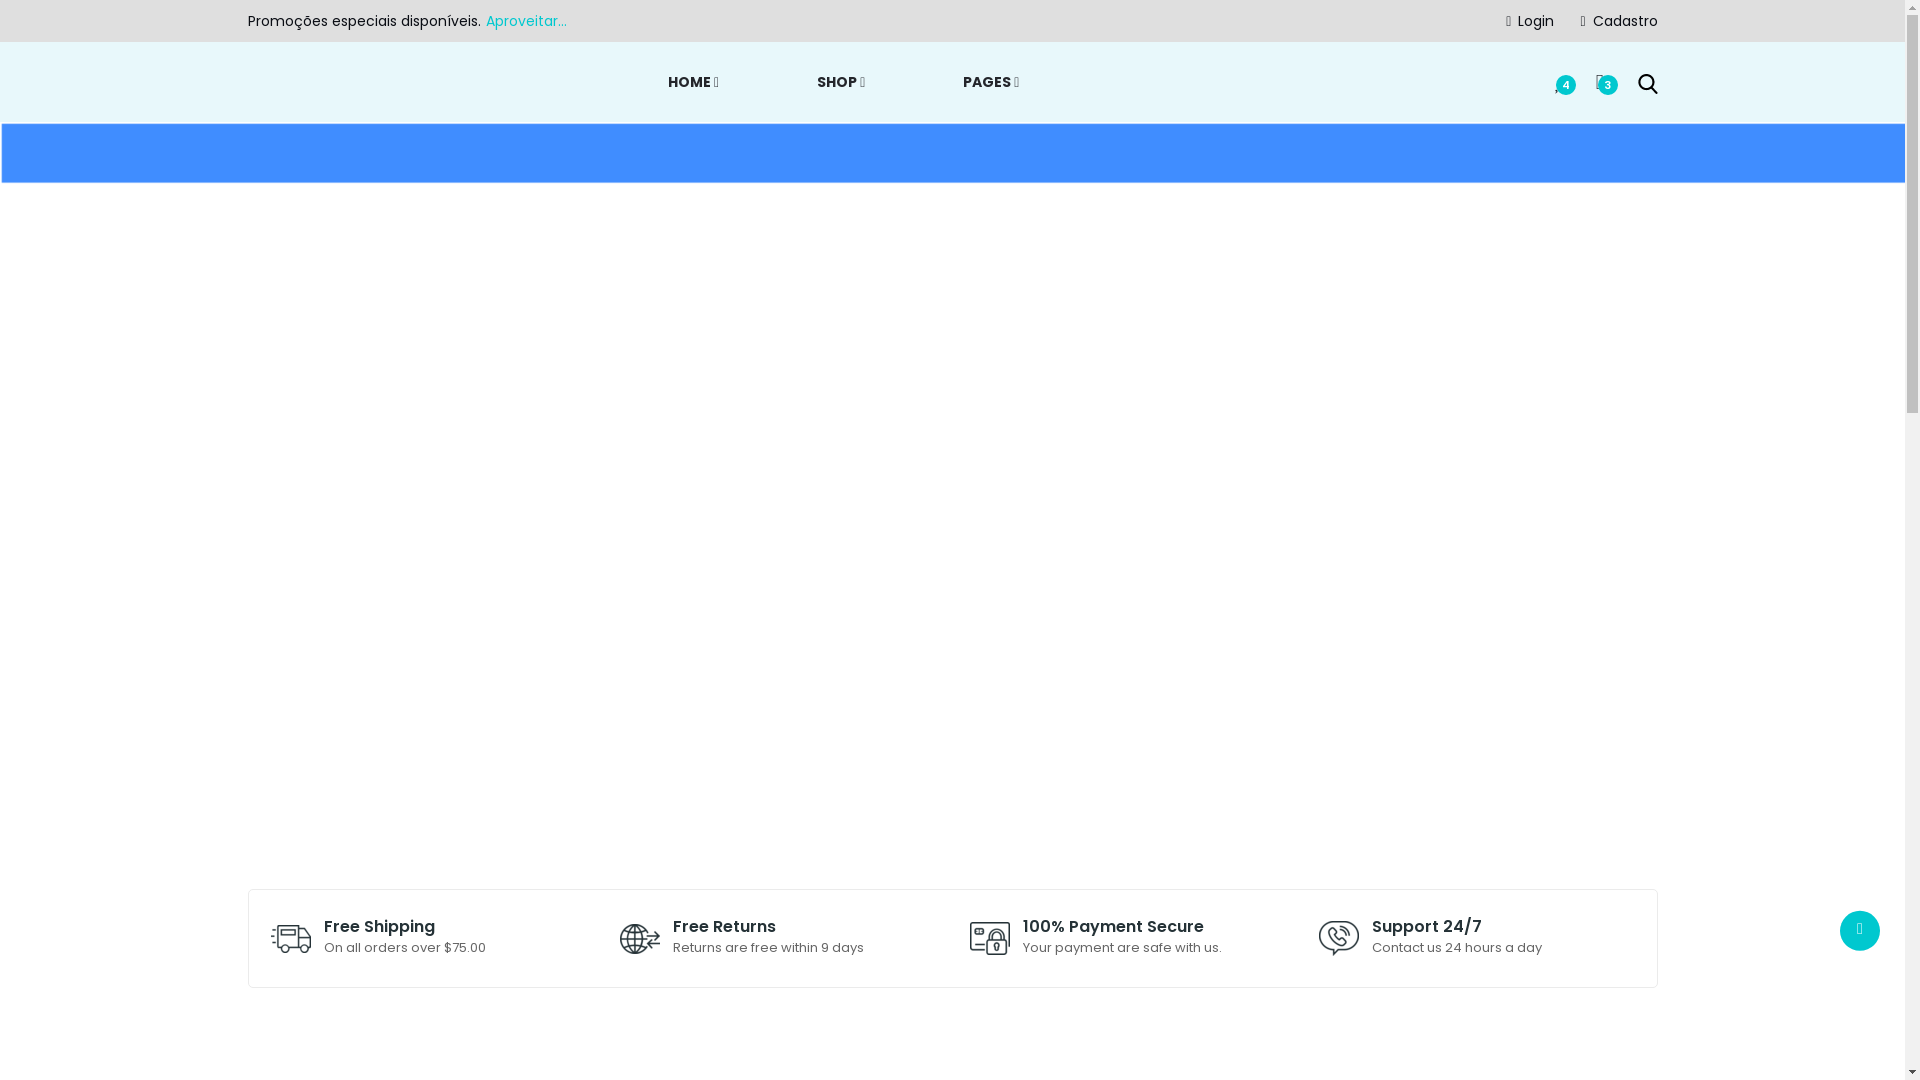 Promoções especiais disponíveis. Aproveitar...
Login
Cadastro
HOME
SHOP
PAGES
4
3
Free Shipping
On all orders over $75.00
Free Returns
Returns are free within 9 days
100% Payment Secure
Your payment are safe with us.
Support 24/7
Contact us 24 hours a day